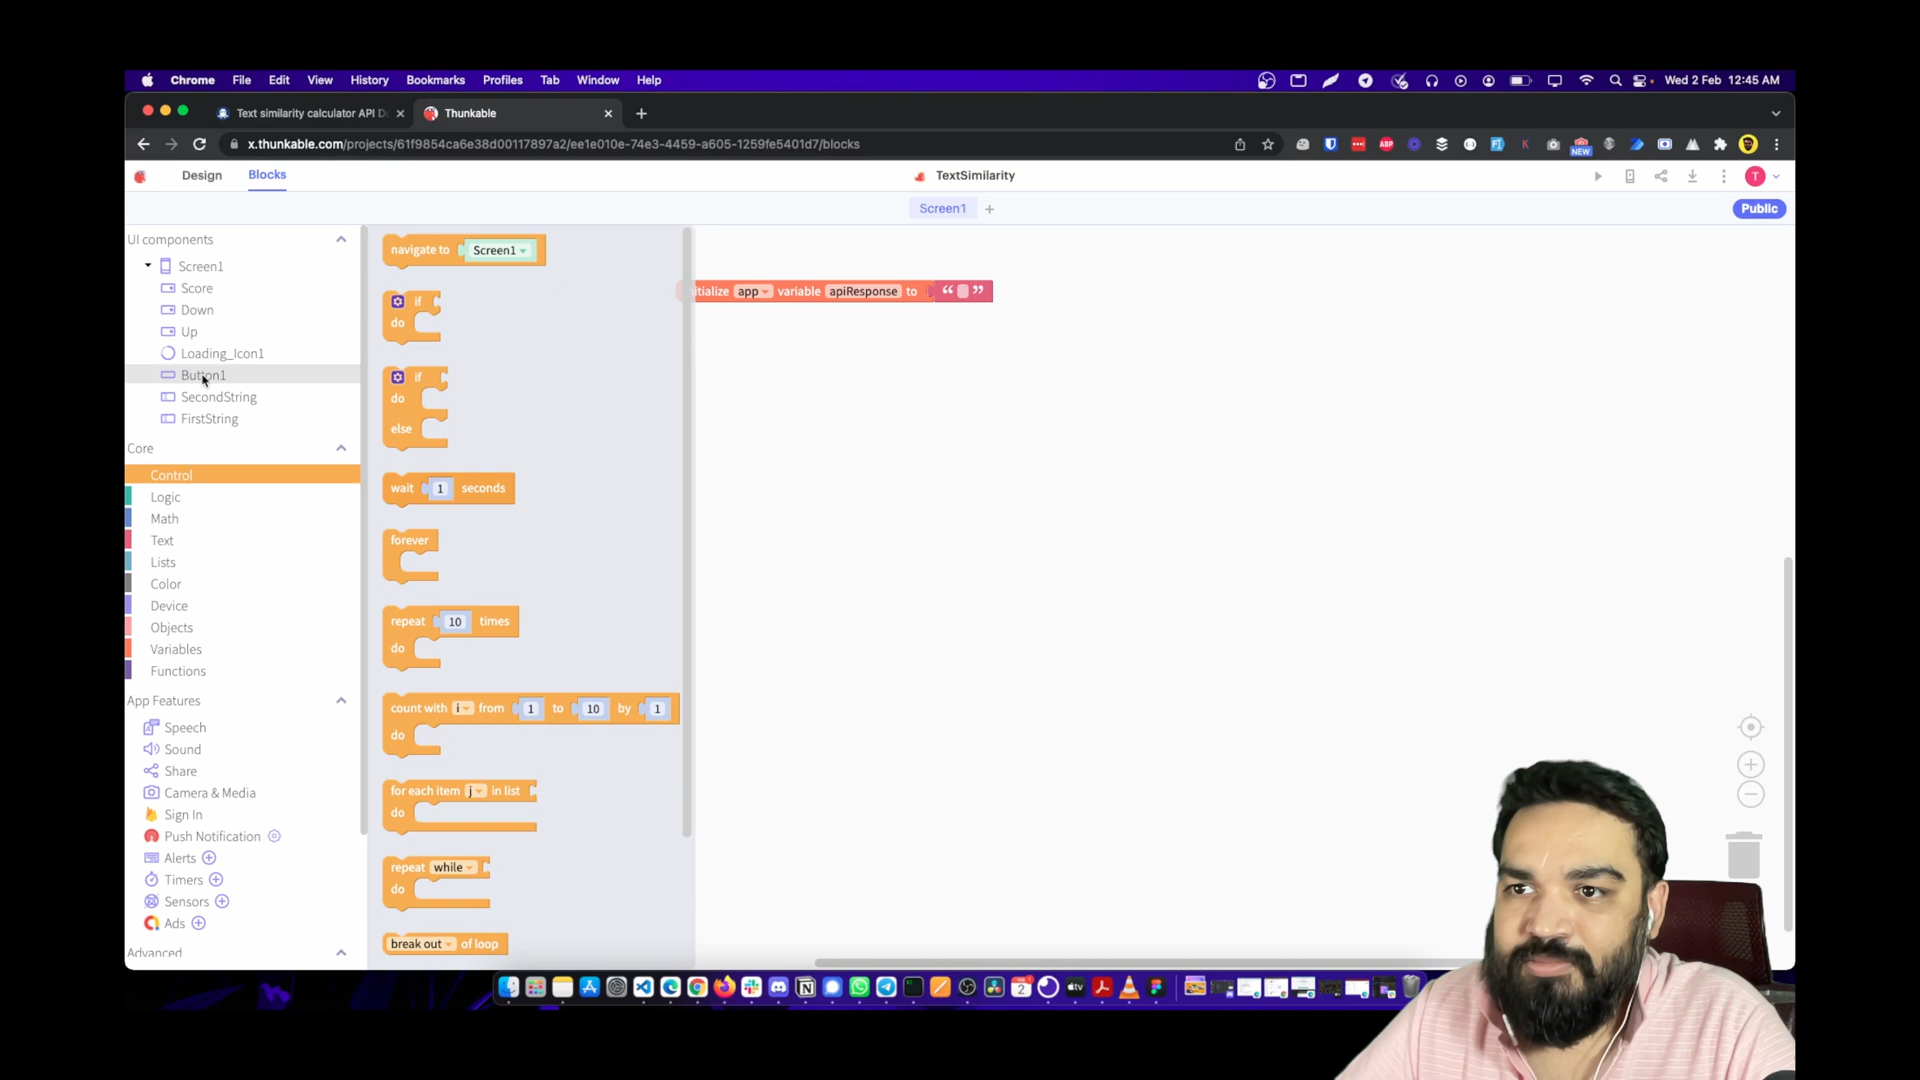 Chrome File Edit View History Bookmarks Profiles Tab Window Help Wed 2 Feb 12:45 AM
Text similarity calculator API D Thunkable
x.thunkable.com/projects/61f9854ca6e38d00117897a2/ee1e010e-74e3-4459-a605-1259fe5401d7/blocks
ABP NEW
Design Blocks TextSimilarity T
Screen1 + Public
UI components
Screen1
Score
Down
Up
Loading_Icon1
Button1
SecondString
FirstString
Core
Control
Logic
Math
Text
Lists
Color
Device
Objects
Variables
Functions
App Features
Speech
Sound
Share
Camera & Media
Sign In
Push Notification
Alerts
Timers
Sensors
Ads
Advanced
navigate to Screen1
if
do
if
do
else
wait 1 seconds
forever
repeat 10 times
do
count with i from 1 to 10 by 1
do
for each item j in list
do
repeat while
do
break out of loop
itialize app variable apiResponse to “ ”